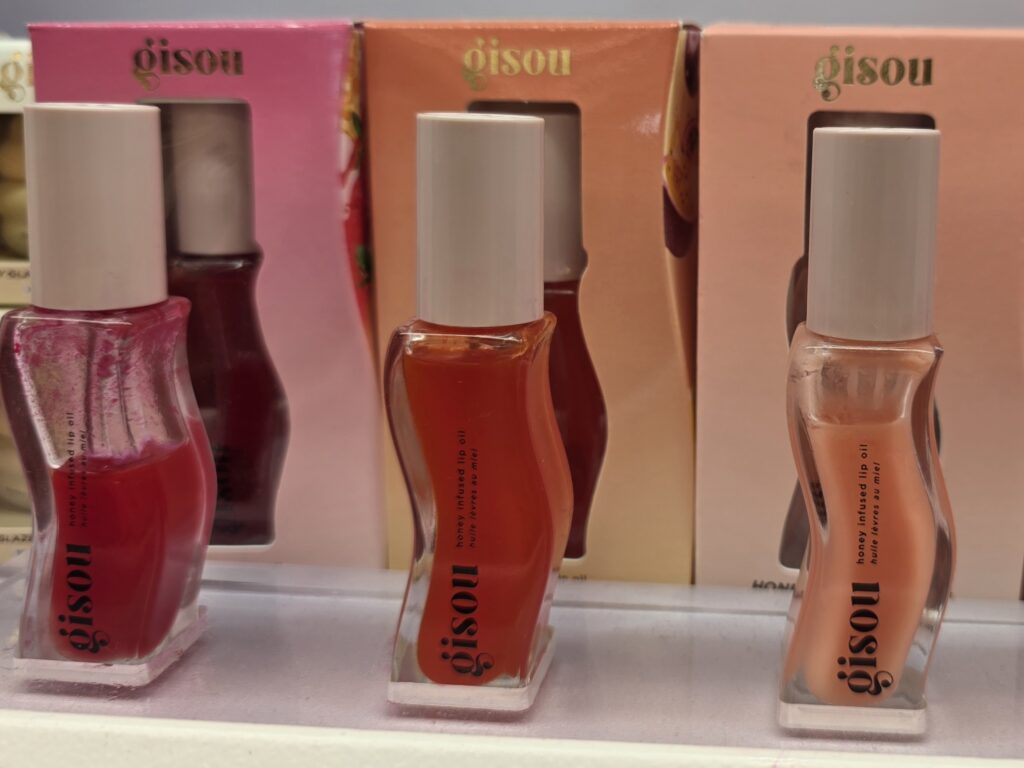 gisou
gisou
gisou
honey infused lip oil
huile lèvres au miel
gisou
honey infused lip oil
huile lèvres au miel
gisou
honey infused lip oil
huile lèvres au miel
gisou